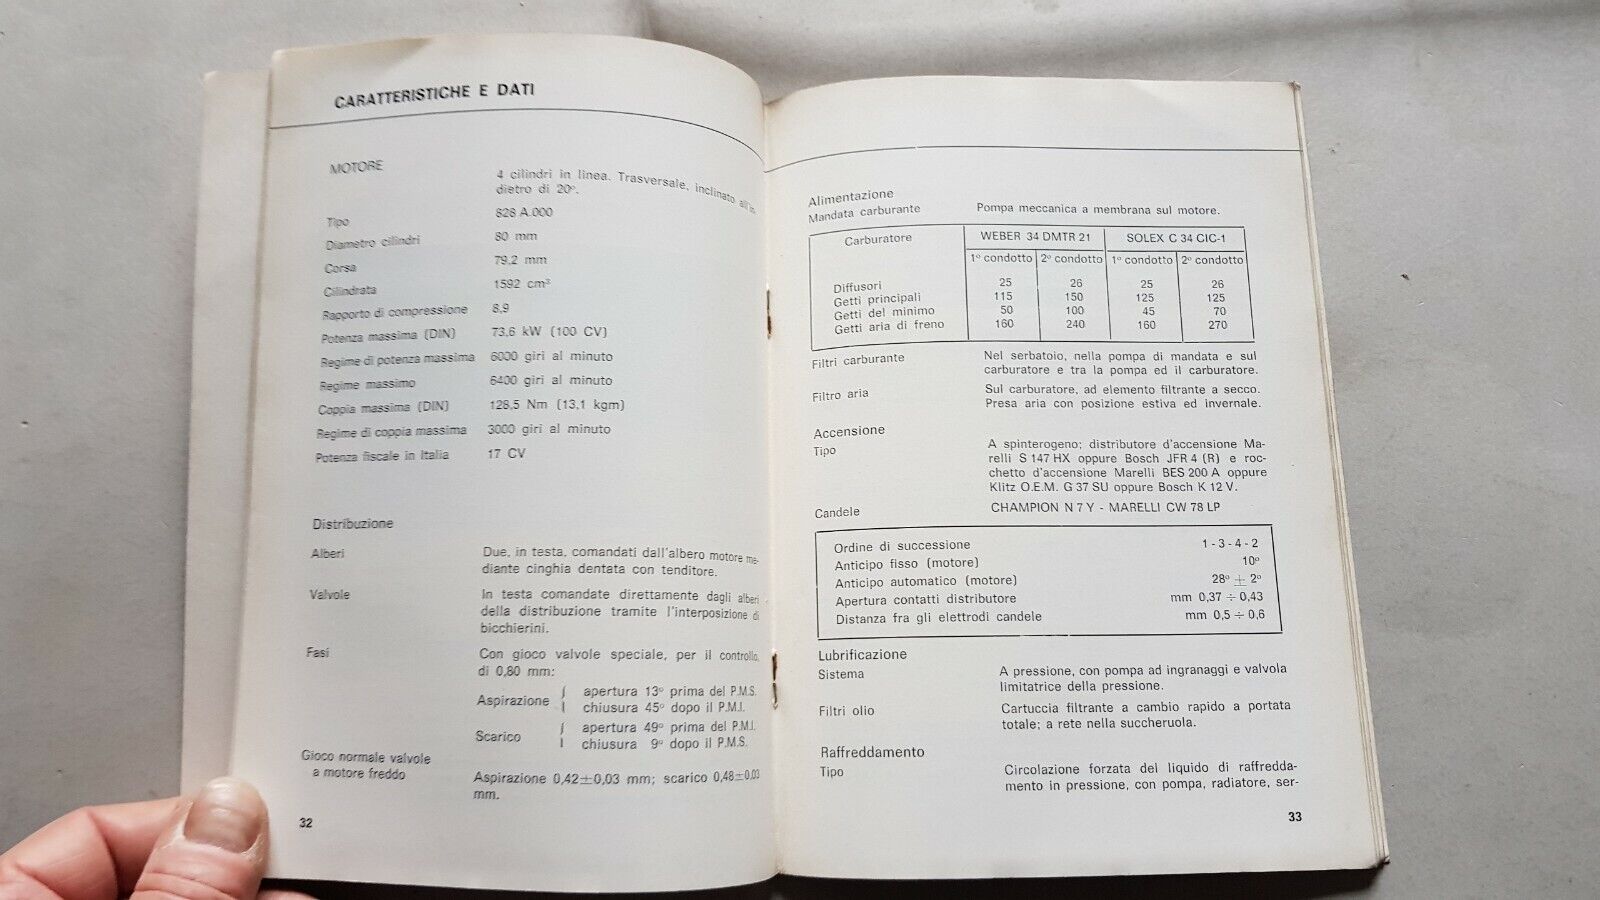 CARATTERISTICHE E DATI
MOTORE
4 cilindri in linea. Trasversale, inclinato all'in-
dietro di 20°.
Tipo 828 A.000
Diametro cilindri 80 mm
Corsa 79,2 mm
Cilindrata 1592 cm³
Rapporto di compressione 8,9
Potenza massima (DIN) 73,6 kW (100 CV)
Regime di potenza massima 6000 giri al minuto
Regime massimo 6400 giri al minuto
Coppia massima (DIN) 128,5 Nm (13,1 kgm)
Regime di coppia massima 3000 giri al minuto
Potenza fiscale in Italia 17 CV
Distribuzione
Alberi Due, in testa, comandati dall'albero motore me-
diante cinghia dentata con tenditore.
Valvole In testa comandate direttamente dagli alberi
della distribuzione tramite l'interposizione di
bicchierini.
Fasi Con gioco valvole speciale, per il controllo,
di 0,80 mm:
Aspirazione apertura 13° prima del P.M.S.
chiusura 45° dopo il P.M.I.
Scarico apertura 49° prima del P.M.I.
chiusura 9° dopo il P.M.S.
Gioco normale valvole
a motore freddo Aspirazione 0,42±0,03 mm; scarico 0,48±0,03
mm.
32
Alimentazione
Mandata carburante Pompa meccanica a membrana sul motore.
Carburatore WEBER 34 DMTR 21 SOLEX C 34 CIC-1
1° condotto 2° condotto 1° condotto 2° condotto
Diffusori 25 26 25 26
Getti principali 115 150 125 125
Getti del minimo 50 100 45 70
Getti aria di freno 160 240 160 270
Filtri carburante Nel serbatoio, nella pompa di mandata e sul
carburatore e tra la pompa ed il carburatore.
Filtro aria Sul carburatore, ad elemento filtrante a secco.
Presa aria con posizione estiva ed invernale.
Accensione
Tipo A spinterogeno; distributore d'accensione Ma-
relli S 147 HX oppure Bosch JFR 4 (R) e roc-
chetto d'accensione Marelli BES 200 A oppure
Klitz O.E.M. G 37 SU oppure Bosch K 12 V.
Candele CHAMPION N 7 Y - MARELLI CW 78 LP
Ordine di successione 1 - 3 - 4 - 2
Anticipo fisso (motore) 10°
Anticipo automatico (motore) 28° ± 2°
Apertura contatti distributore mm 0,37 ÷ 0,43
Distanza fra gli elettrodi candele mm 0,5 ÷ 0,6
Lubrificazione
Sistema A pressione, con pompa ad ingranaggi e valvola
limitatrice della pressione.
Filtri olio Cartuccia filtrante a cambio rapido a portata
totale; a rete nella succheruola.
Raffreddamento
Tipo Circolazione forzata del liquido di raffredda-
mento in pressione, con pompa, radiatore, ser-
33